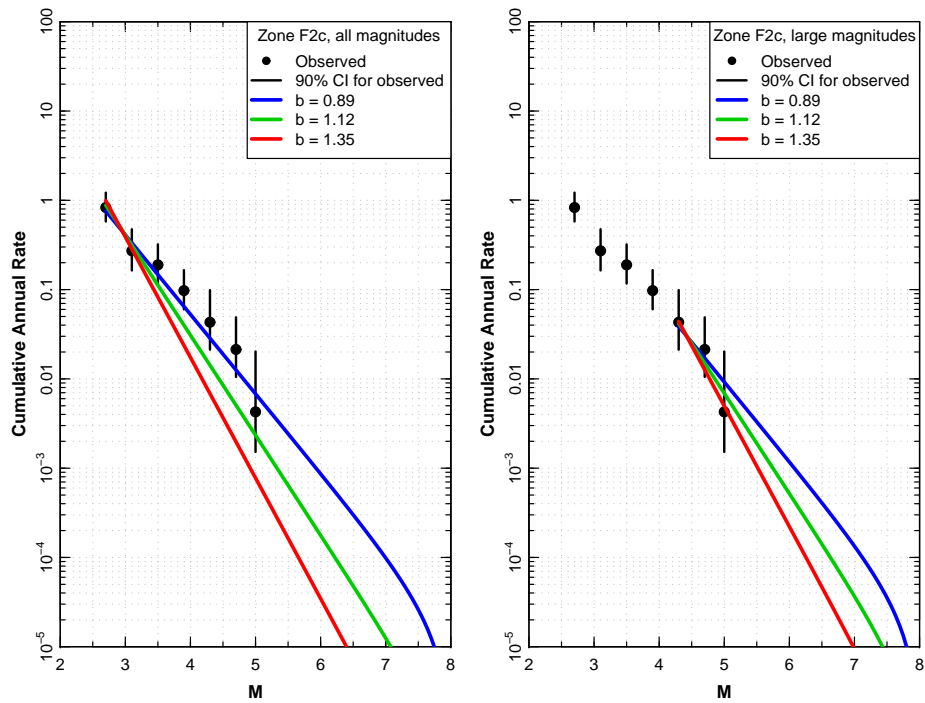 Zone F2c, all magnitudes
Observed
90% CI for observed
b = 0.89
b = 1.12
b = 1.35
Cumulative Annual Rate
100
10
1
0.1
0.01
10⁻³
10⁻⁴
10⁻⁵
2 3 4 5 6 7 8
M
Zone F2c, large magnitudes
Observed
90% CI for observed
b = 0.89
b = 1.12
b = 1.35
Cumulative Annual Rate
100
10
1
0.1
0.01
10⁻³
10⁻⁴
10⁻⁵
2 3 4 5 6 7 8
M